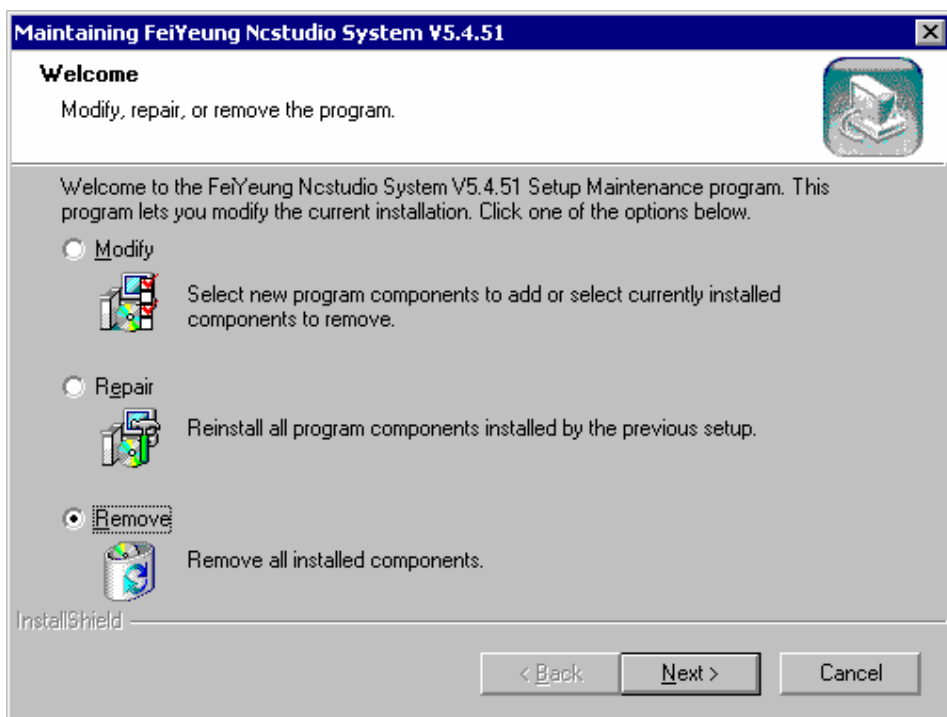 Maintaining FeiYeung Ncstudio System V5.4.51
Welcome
Modify, repair, or remove the program.
Welcome to the FeiYeung Ncstudio System V5.4.51 Setup Maintenance program. This
program lets you modify the current installation. Click one of the options below.
Modify
Select new program components to add or select currently installed
components to remove.
Repair
Reinstall all program components installed by the previous setup.
Remove
Remove all installed components.
InstallShield
< Back
Next >
Cancel